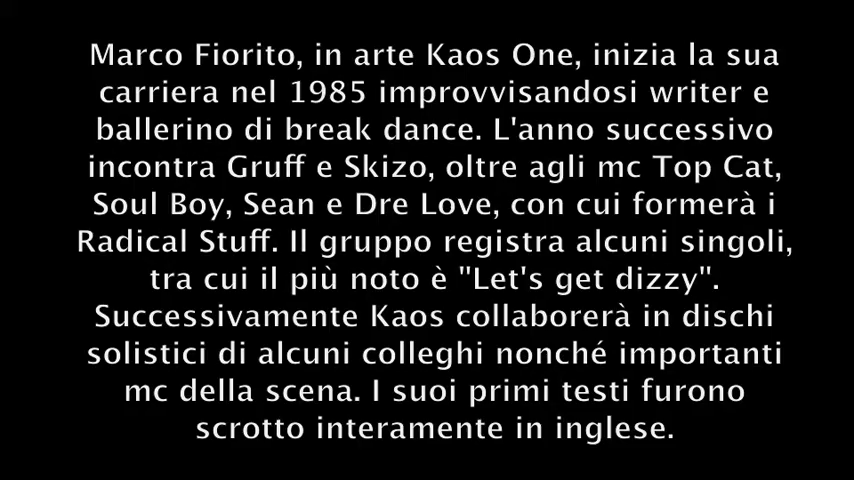 Marco Fiorito, in arte Kaos One, inizia la sua
carriera nel 1985 improvvisandosi writer e
ballerino di break dance. L'anno successivo
incontra Gruff e Skizo, oltre agli mc Top Cat,
Soul Boy, Sean e Dre Love, con cui formerà i
Radical Stuff. Il gruppo registra alcuni singoli,
tra cui il più noto è "Let's get dizzy".
Successivamente Kaos collaborerà in dischi
solistici di alcuni colleghi nonché importanti
mc della scena. I suoi primi testi furono
scrotto interamente in inglese.